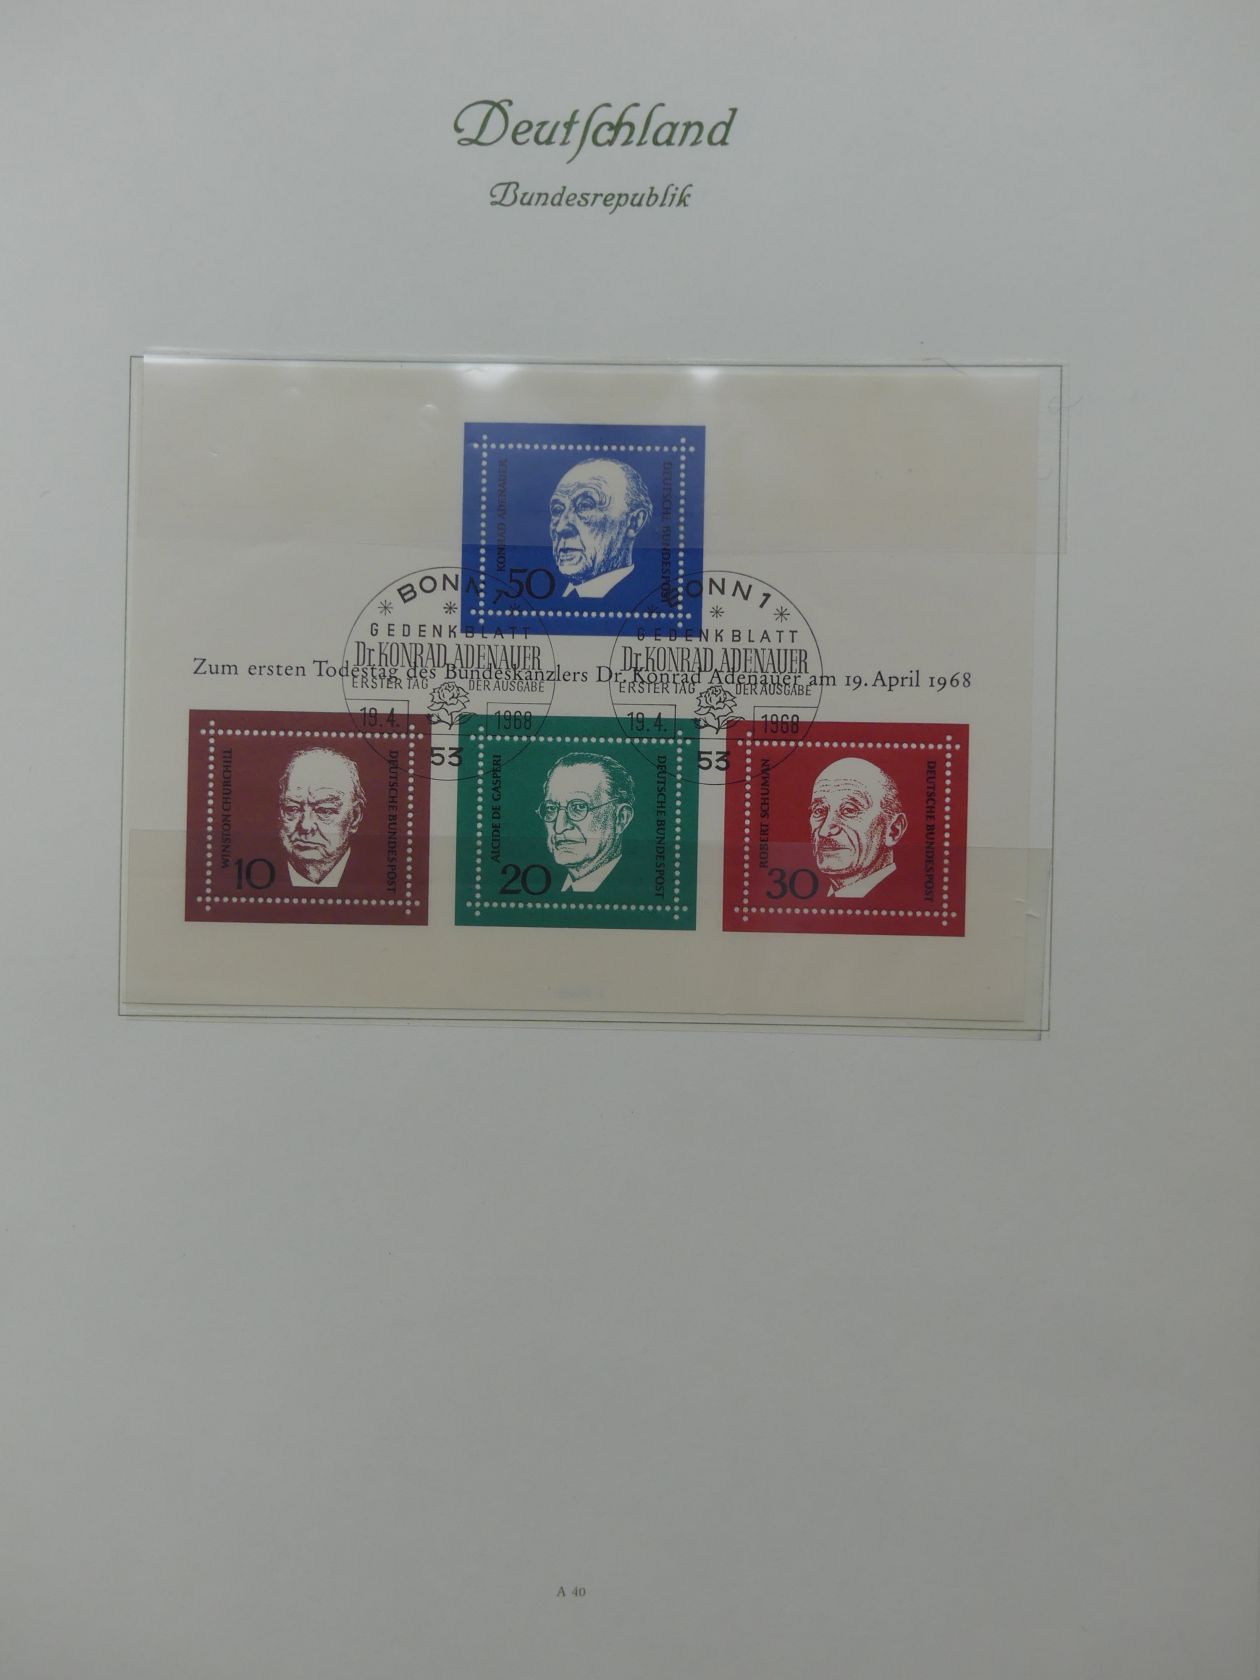 Deutschland
Bundesrepublik
KONRAD ADENAUER
DEUTSCHE BUNDESPOST
50
BONN 1
GEDENKBLATT
Dr. KONRAD ADENAUER
ERSTER TAG DER AUSGABE
19.4. 1968
53
BONN 1
GEDENKBLATT
Dr. KONRAD ADENAUER
ERSTER TAG DER AUSGABE
19.4. 1968
53
Zum ersten Todestag des Bundeskanzlers Dr. Konrad Adenauer am 19. April 1968
WINSTON CHURCHILL
DEUTSCHE BUNDESPOST
10
ALCIDE DE GASPERI
DEUTSCHE BUNDESPOST
20
ROBERT SCHUMAN
DEUTSCHE BUNDESPOST
30
A 40